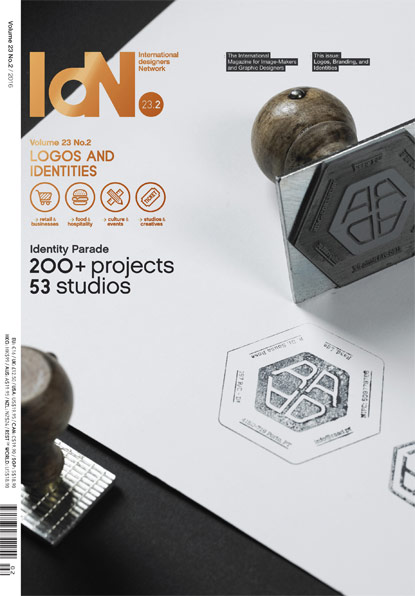 Volume 23 No.2 / 2016
IdN
International
designers
Network
23.2
The International
Magazine for Image-Makers
and Graphic Designers
This issue
Logos, Branding, and
Identities
Volume 23 No.2
LOGOS AND
IDENTITIES
TICKET
retail &
businesses
food &
hospitality
culture &
events
studios &
creatives
Identity Parade
200+ projects
53 studios
02